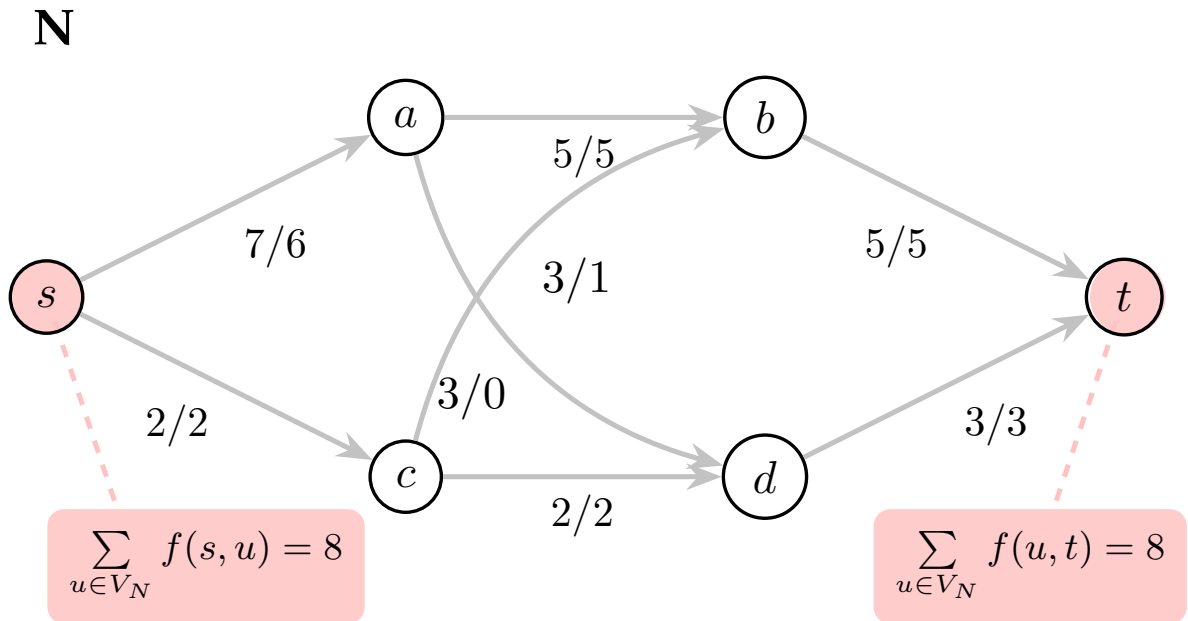 N
a
b
5/5
7/6
5/5
3/1
s
t
3/0
2/2
3/3
c
d
2/2
∑ f(s, u) = 8
u∈V_N
∑ f(u, t) = 8
u∈V_N